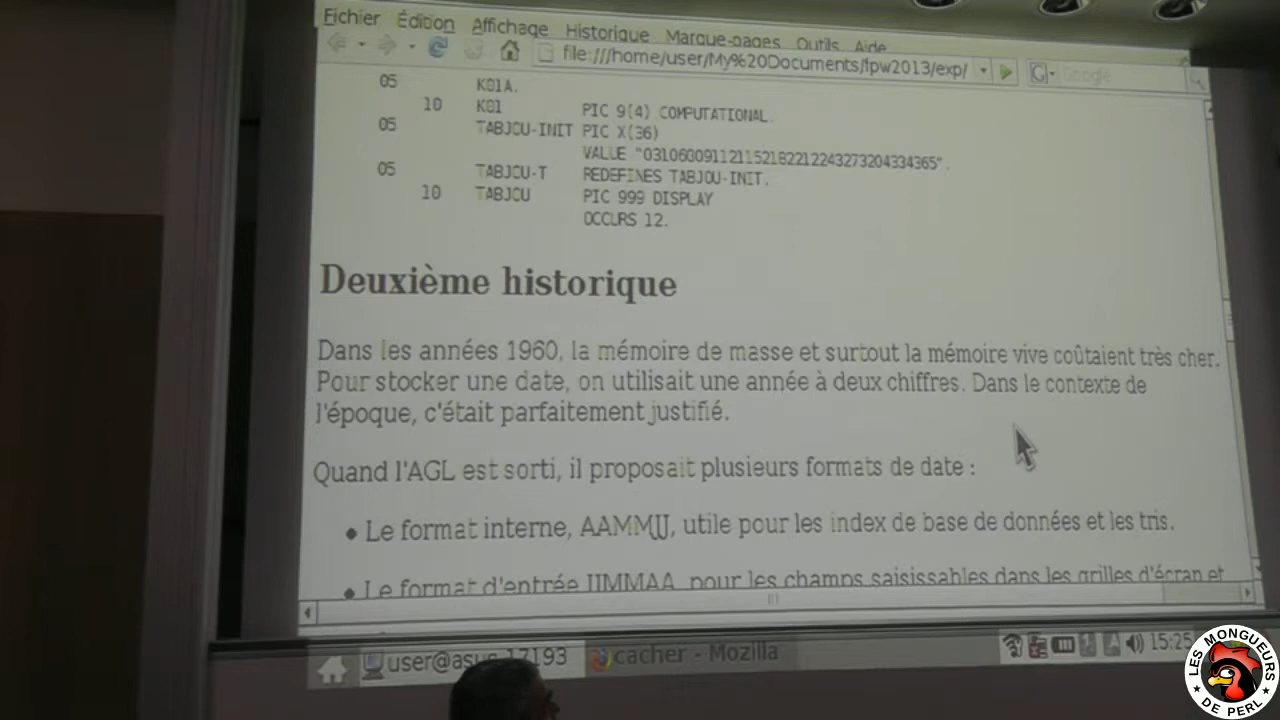 Fichier Édition Affichage Historique Marque-pages Outils Aide
file:///home/user/My%20Documents/fpw2013/exp/ Google
05 K01A.
10 K01 PIC 9(4) COMPUTATIONAL.
05 TABJOU-INIT PIC X(36)
VALUE "031060091121152182212243273204334365".
05 TABJOU-T REDEFINES TABJOU-INIT.
10 TABJOU PIC 999 DISPLAY
OCCURS 12.
Deuxième historique
Dans les années 1960, la mémoire de masse et surtout la mémoire vive coûtaient très cher.
Pour stocker une date, on utilisait une année à deux chiffres. Dans le contexte de
l'époque, c'était parfaitement justifié.
Quand l'AGL est sorti, il proposait plusieurs formats de date :
• Le format interne, AAMMJJ, utile pour les index de base de données et les tris.
• Le format d'entrée JJMMAA, pour les champs saisissables dans les grilles d'écran et
user@asus-17193 cacher - Mozilla 15:25
LES MONGUEURS
DE PERL